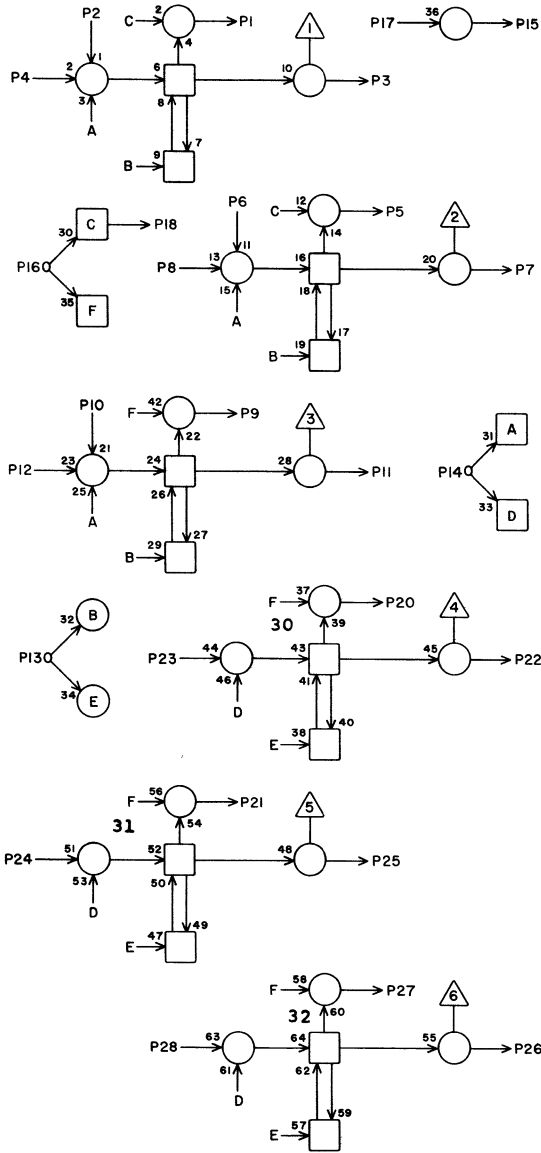 P2 C 2 P1 1 P17 36 P15
4
P4 2 1 6 10 P3
3 8
A 7
B 9
P6 C 12 P5 2
C P18 14
30 11
P16 P8 13 16 20 P7
35 F 15 18
A 17
B 19
P10 F 42 P9 3
22 A
21 31
P12 23 24 28 P11 P14
25 26 33 D
A 27
B 29
B F 37 P20 4
32 30 39
P13 P23 44 43 45 P22
34 E 46 41
D 40
E 38
F 56 P21 5
31 54
P24 51 52 48 P25
53 50
D 49
E 47
F 58 P27 6
32 60
P28 63 64 55 P26
61 62
D 59
E 57